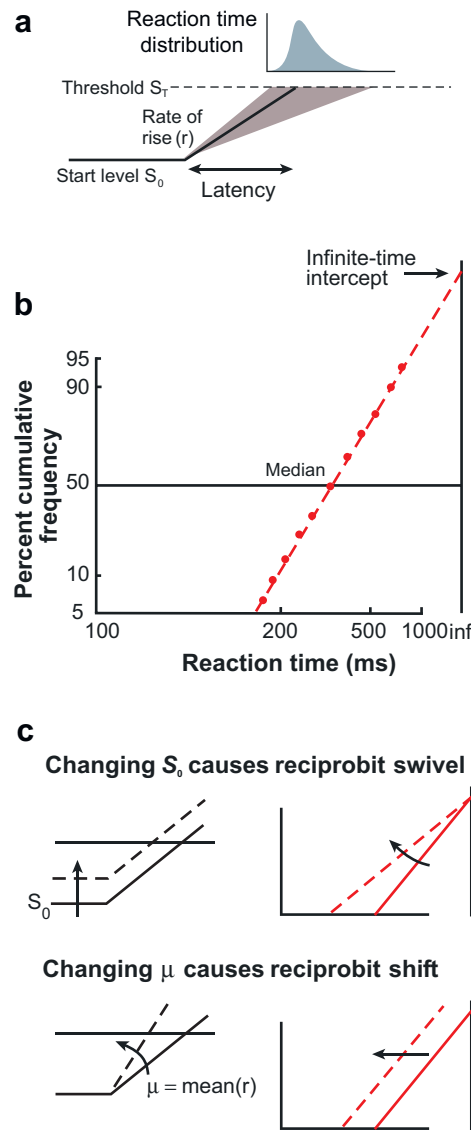 a
Reaction time
distribution
Threshold S_T
Rate of
rise (r)
Start level S_0
Latency
b
Infinite-time
intercept
Percent cumulative
frequency
95
90
50
10
5
Median
100
200
500
1000
inf
Reaction time (ms)
c
Changing S_0 causes reciprobit swivel
S_0
Changing μ causes reciprobit shift
μ = mean(r)